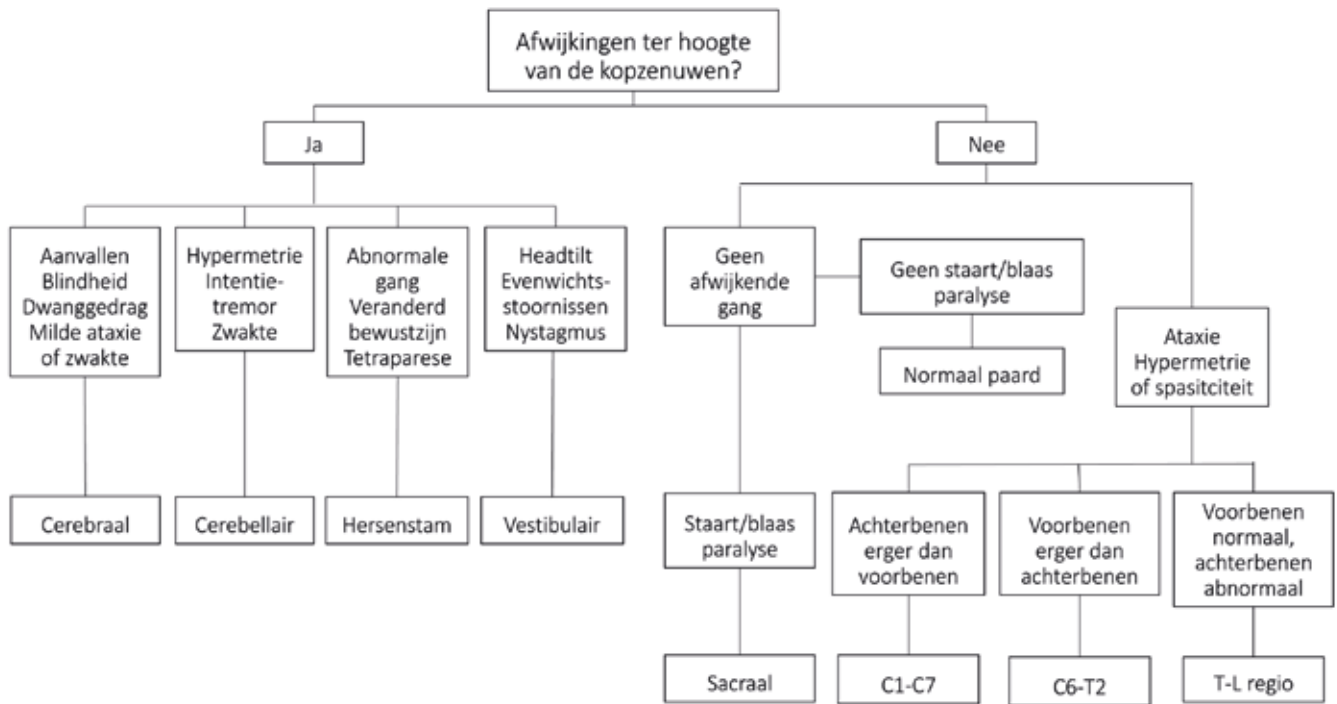 Afwijkingen ter hoogte
van de kopzenuwen?
Ja
Nee
Aanvallen
Blindheid
Dwanggedrag
Milde ataxie
of zwakte
Hypermetrie
Intentie-
tremor
Zwakte
Abnormale
gang
Veranderd
bewustzijn
Tetraparese
Headtilt
Evenwichts-
stoornissen
Nystagmus
Geen
afwijkende
gang
Geen staart/blaas
paralyse
Normaal paard
Ataxie
Hypermetrie
of spasitciteit
Cerebraal
Cerebellair
Hersenstam
Vestibulair
Staart/blaas
paralyse
Achterbenen
erger dan
voorbenen
Voorbenen
erger dan
achterbenen
Voorbenen
normaal,
achterbenen
abnormaal
Sacraal
C1-C7
C6-T2
T-L regio